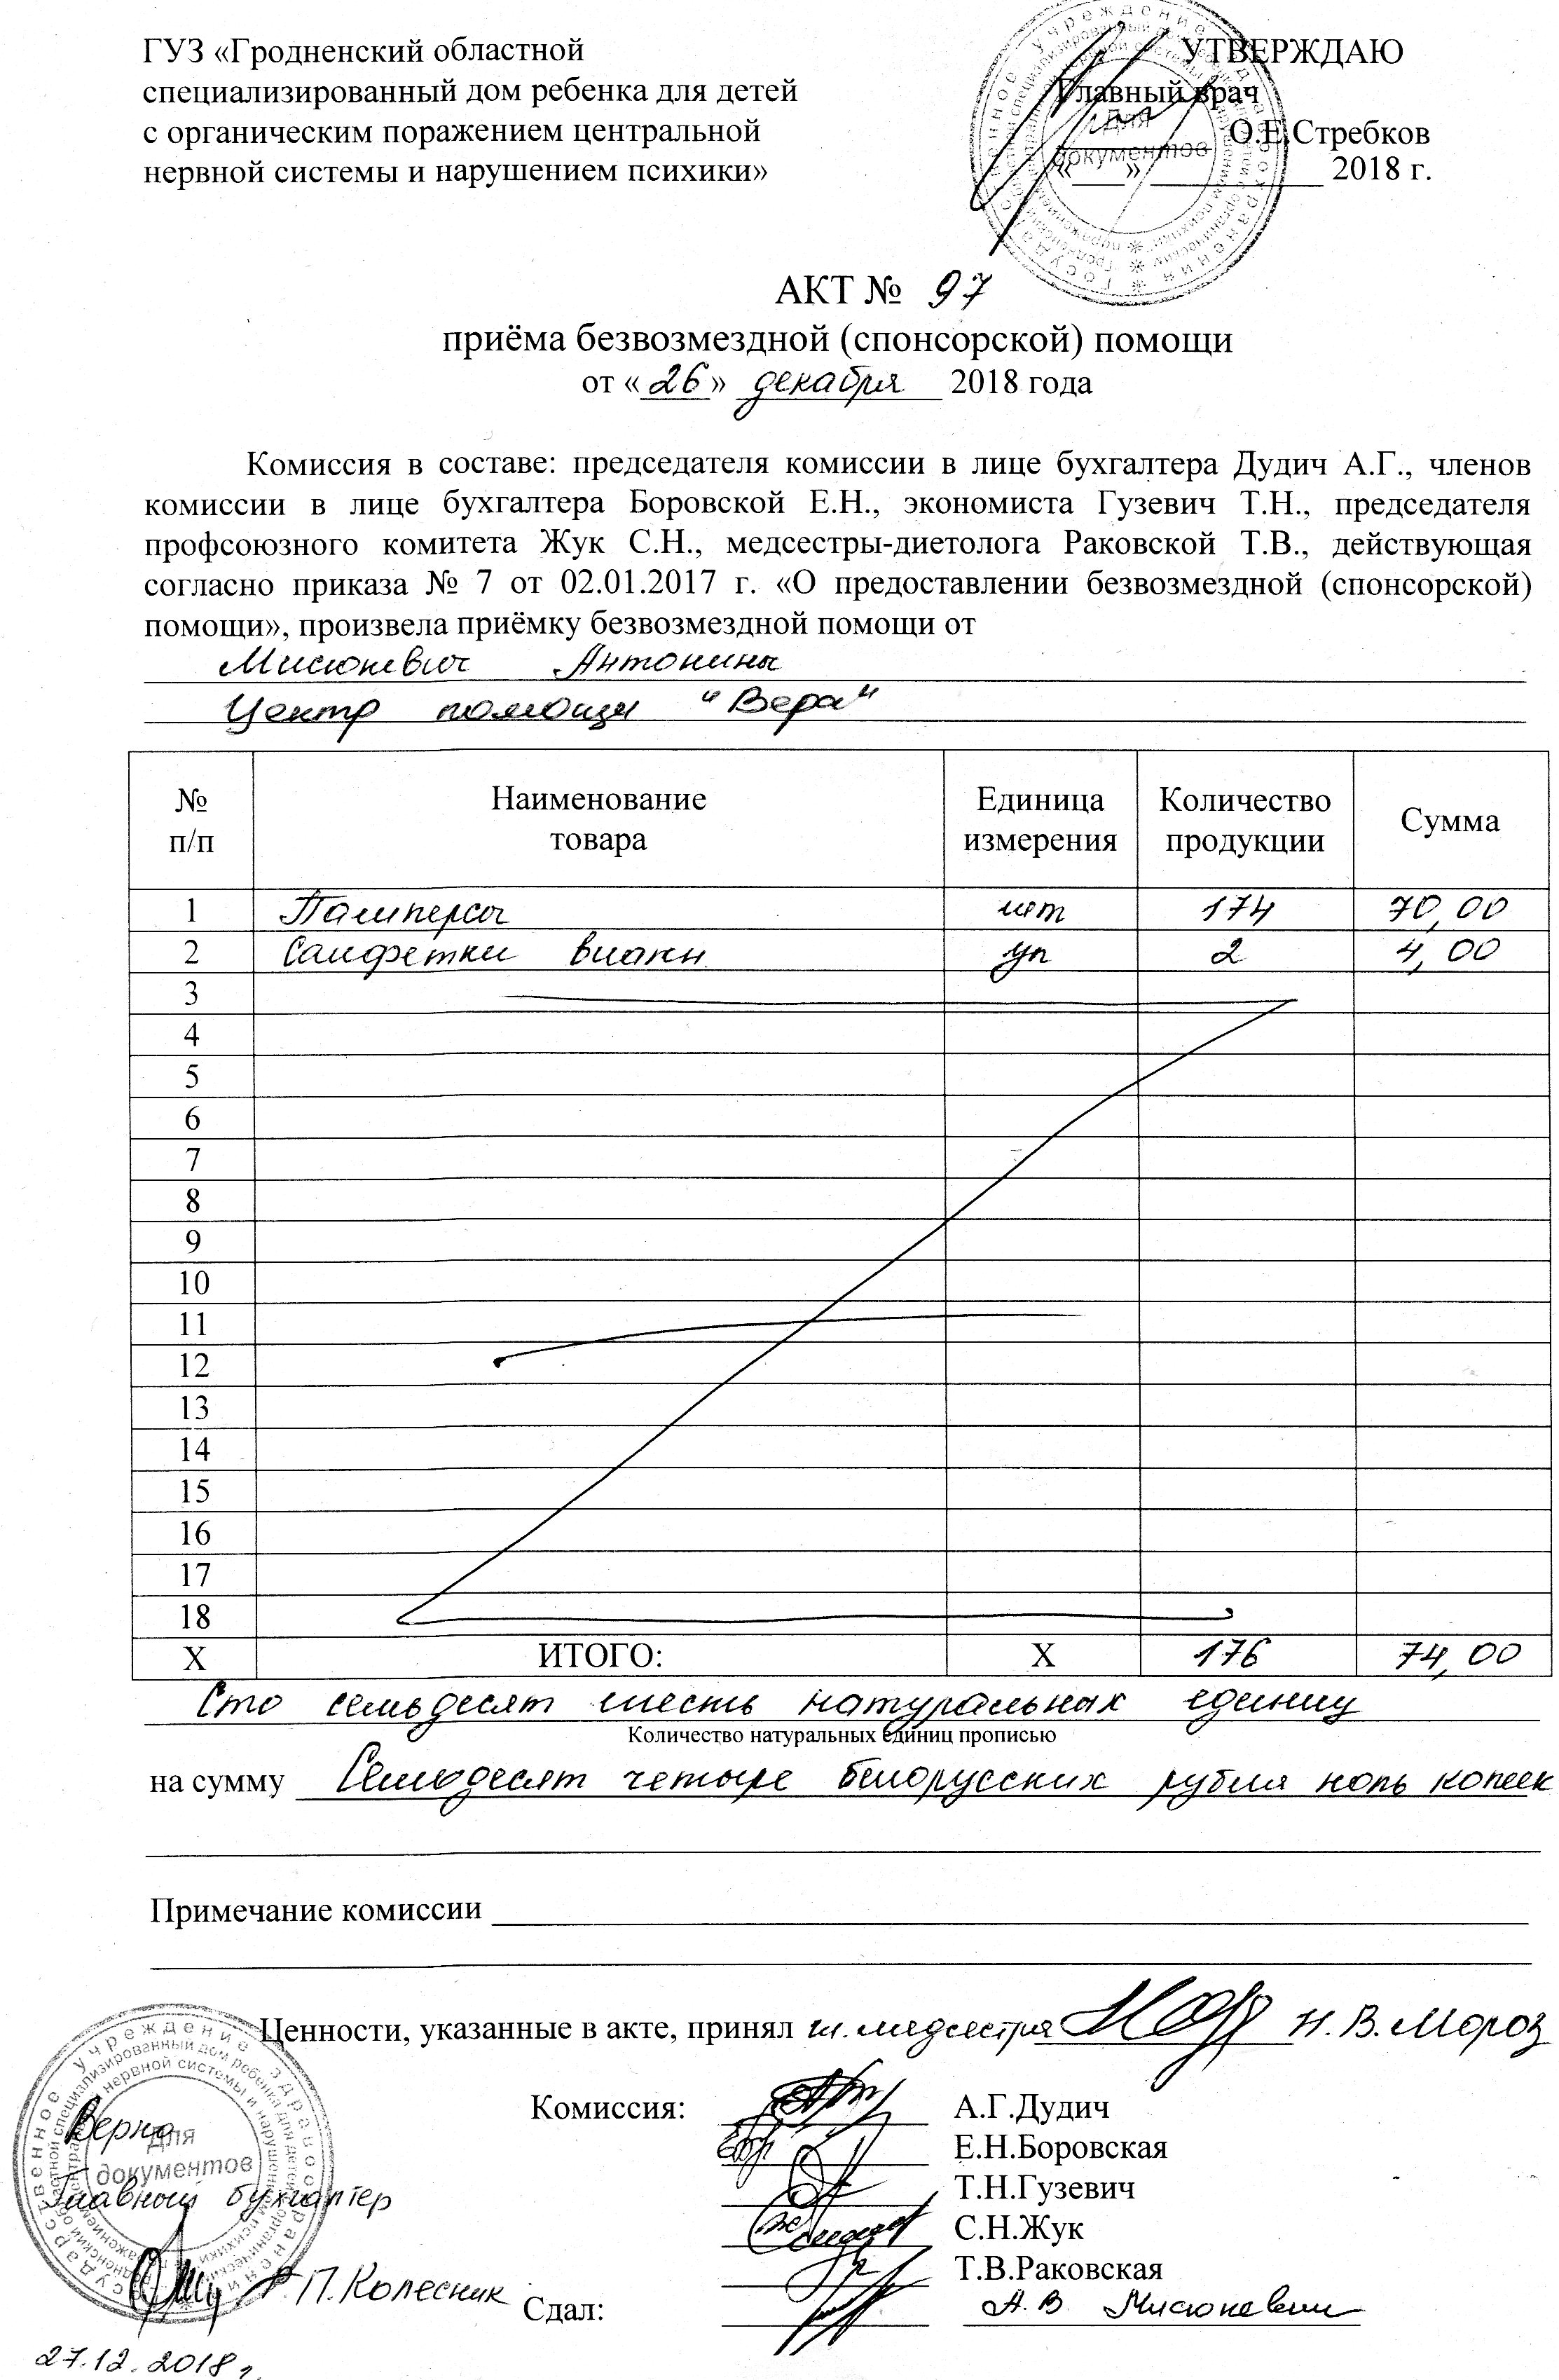 ГУЗ «Гродненский областной
специализированный дом ребенка для детей
с органическим поражением центральной
нервной системы и нарушением психики»
УТВЕРЖДАЮ
Главный врач
О.Е.Стребков
«___» __________ 2018 г.
Для
документов
АКТ № 97
приёма безвозмездной (спонсорской) помощи
от «26» декабря 2018 года
Комиссия в составе: председателя комиссии в лице бухгалтера Дудич А.Г., членов
комиссии в лице бухгалтера Боровской Е.Н., экономиста Гузевич Т.Н., председателя
профсоюзного комитета Жук С.Н., медсестры-диетолога Раковской Т.В., действующая
согласно приказа № 7 от 02.01.2017 г. «О предоставлении безвозмездной (спонсорской)
помощи», произвела приёмку безвозмездной помощи от
Мисюкевич Антонины
Центр помощи "Вера"
№ п/п Наименование товара Единица измерения Количество продукции Сумма
1 Памперсы шт 174 70,00
2 Салфетки влажн. уп 2 4,00
3
4
5
6
7
8
9
10
11
12
13
14
15
16
17
18
Х ИТОГО: Х 176 74,00
Сто семьдесят шесть натуральных единиц
Количество натуральных единиц прописью
на сумму Семьдесят четыре белорусских рубля ноль копеек
Примечание комиссии
Ценности, указанные в акте, принял гл. медсестра Н.В.Мороз
Комиссия: А.Г.Дудич
Е.Н.Боровская
Т.Н.Гузевич
С.Н.Жук
Т.В.Раковская
Сдал: А.В. Мисюкевич
Верно
Для
документов
Главный бухгалтер
П.Колесник
27.12.2018 г.